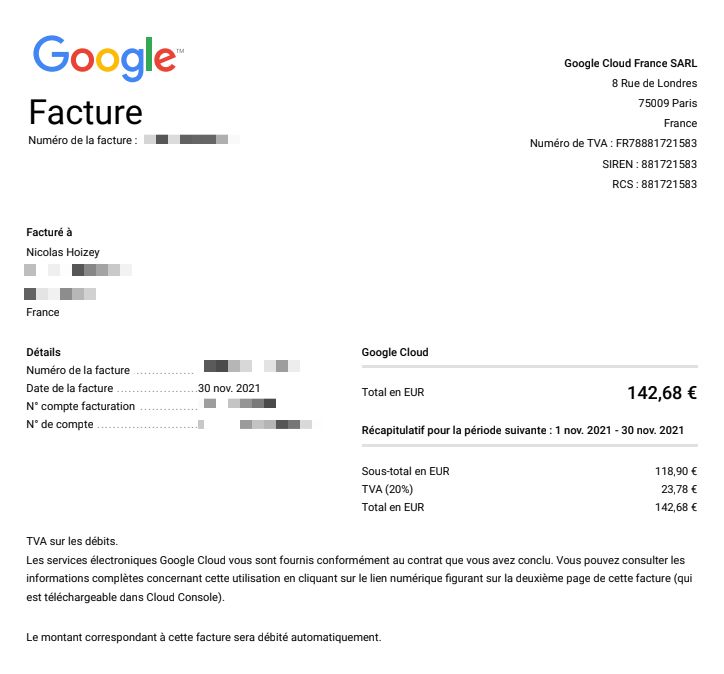 Google™
Facture
Numéro de la facture :
Google Cloud France SARL
8 Rue de Londres
75009 Paris
France
Numéro de TVA : FR78881721583
SIREN : 881721583
RCS : 881721583
Facturé à
Nicolas Hoizey
France
Détails
Numéro de la facture ................
Date de la facture .....................30 nov. 2021
N° compte facturation ...............
N° de compte ...........................
Google Cloud
Total en EUR 142,68 €
Récapitulatif pour la période suivante : 1 nov. 2021 - 30 nov. 2021
Sous-total en EUR 118,90 €
TVA (20%) 23,78 €
Total en EUR 142,68 €
TVA sur les débits.
Les services électroniques Google Cloud vous sont fournis conformément au contrat que vous avez conclu. Vous pouvez consulter les
informations complètes concernant cette utilisation en cliquant sur le lien numérique figurant sur la deuxième page de cette facture (qui
est téléchargeable dans Cloud Console).
Le montant correspondant à cette facture sera débité automatiquement.